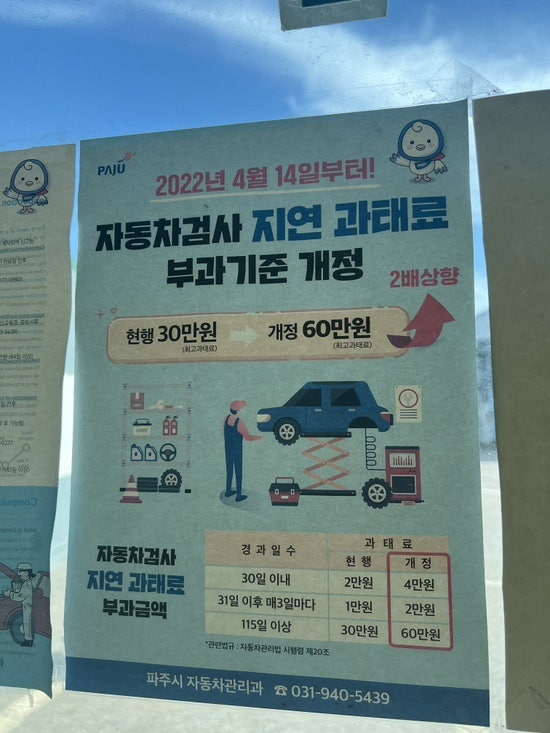 PAJU
2022년 4월 14일부터!
자동차검사 지연 과태료
부과기준 개정
2배상향
현행 30만원
(최고과태료)
개정 60만원
(최고과태료)
자동차검사
지연 과태료
부과금액
경과일수 과태료
현행 개정
30일 이내 2만원 4만원
31일 이후 매3일마다 1만원 2만원
115일 이상 30만원 60만원
*관련법규 : 자동차관리법 시행령 제20조
파주시 자동차관리과 ☎ 031-940-5439